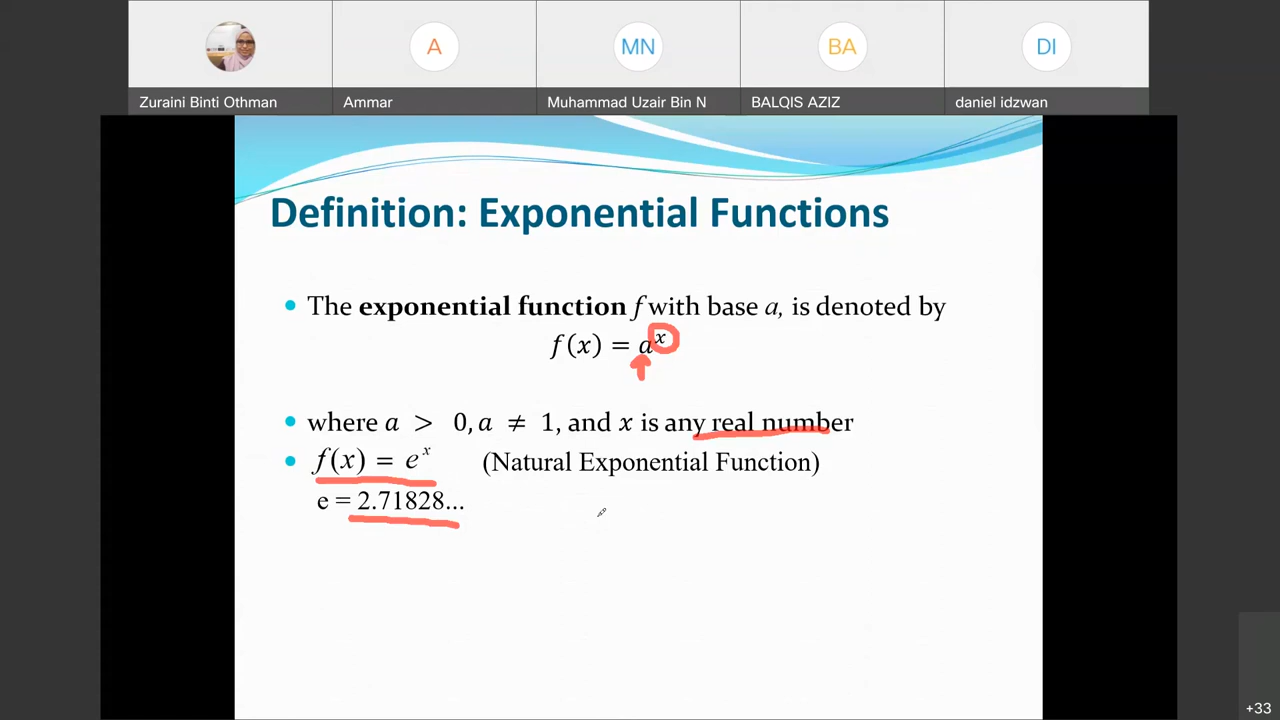 A
MN
BA
DI
Zuraini Binti Othman
Ammar
Muhammad Uzair Bin N
BALQIS AZIZ
daniel idzwan
Definition: Exponential Functions
The exponential function f with base a, is denoted by
f(x) = aˣ
where a > 0, a ≠ 1, and x is any real number
f(x) = eˣ (Natural Exponential Function)
e = 2.71828...
+33